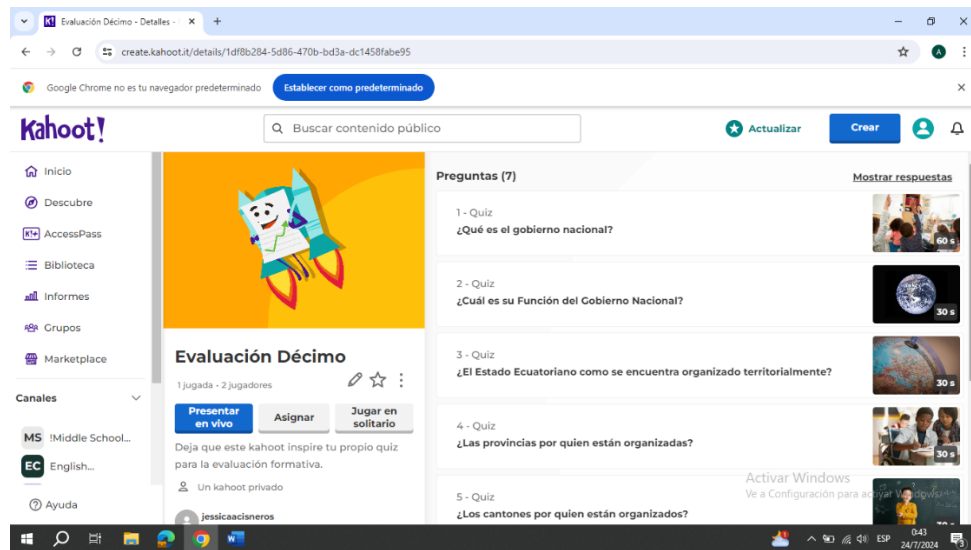 Evaluación Décimo - Detalles -
create.kahoot.it/details/1df8b284-5d86-470b-bd3a-dc1458fabe95
A
Google Chrome no es tu navegador predeterminado
Establecer como predeterminado
Kahoot!
Buscar contenido público
Actualizar
Crear
Inicio
Descubre
AccessPass
Biblioteca
Informes
Grupos
Marketplace
Canales
MS !Middle School...
EC English...
Ayuda
Evaluación Décimo
1 jugada • 2 jugadores
Presentar en vivo
Asignar
Jugar en solitario
Deja que este kahoot inspire tu propio quiz
para la evaluación formativa.
Un kahoot privado
jessicaacisneros
Preguntas (7)
Mostrar respuestas
1 - Quiz
¿Qué es el gobierno nacional?
60 s
2 - Quiz
¿Cuál es su Función del Gobierno Nacional?
30 s
3 - Quiz
¿El Estado Ecuatoriano como se encuentra organizado territorialmente?
30 s
4 - Quiz
¿Las provincias por quien están organizadas?
30 s
5 - Quiz
¿Los cantones por quien están organizados?
Activar Windows
Ve a Configuración para activar Windows.
ESP
0:43
24/7/2024